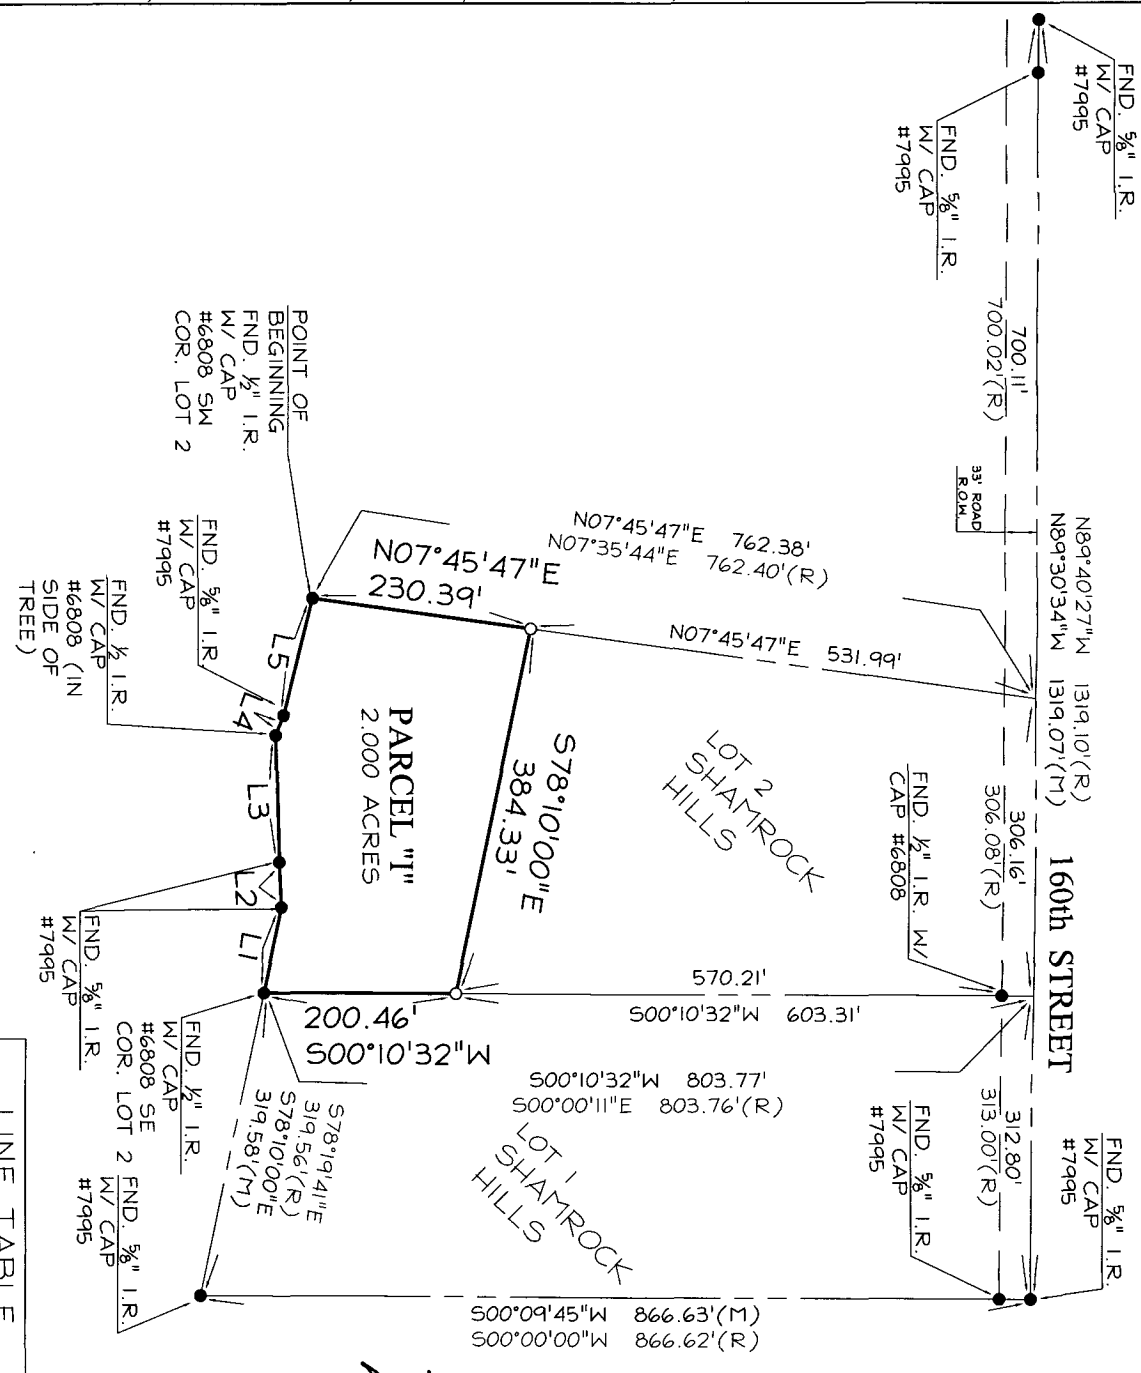 FND. 5/8" I.R.
W/ CAP
#7995
FND. 5/8" I.R.
W/ CAP
#7995
700.11'
700.02'(R)
33' ROAD
R.O.W.
N89°40'27"W 1319.10'(R)
N89°30'34"W 1319.07'(M)
160th STREET
306.16'
306.08'(R)
312.80'
313.00'(R)
FND. 5/8" I.R.
W/ CAP
#7995
FND. 5/8" I.R.
W/ CAP
#7995
FND. 1/2" I.R. W/
CAP #6808
N07°45'47"E 762.38'
N07°35'44"E 762.40'(R)
N07°45'47"E 531.99'
N07°45'47"E
230.39'
POINT OF
BEGINNING
FND. 1/2" I.R.
W/ CAP
#6808 SW
COR. LOT 2
LOT 2
SHAMROCK
HILLS
S78°10'00"E
384.33'
PARCEL "I"
2.000 ACRES
570.21'
S00°10'32"W 603.31'
200.46'
S00°10'32"W
S00°10'32"W 803.77'
S00°00'11"E 803.76'(R)
LOT 1
SHAMROCK
HILLS
S00°09'45"W 866.63'(M)
S00°00'00"W 866.62'(R)
S78°19'41"E
319.56'(R)
S78°10'00"E
319.58'(M)
L5
L4
L3
L2
L1
FND. 5/8" I.R
W/ CAP
#7995
FND. 1/2 I.R.
W/ CAP
#6808 (IN
SIDE OF
TREE)
FND. 5/8" I.R.
W/ CAP
#7995
FND. 1/2" I.R.
W/ CAP
#6808 SE
COR. LOT 2
FND. 5/8" I.R.
W/ CAP
#7995
LINE TABLE